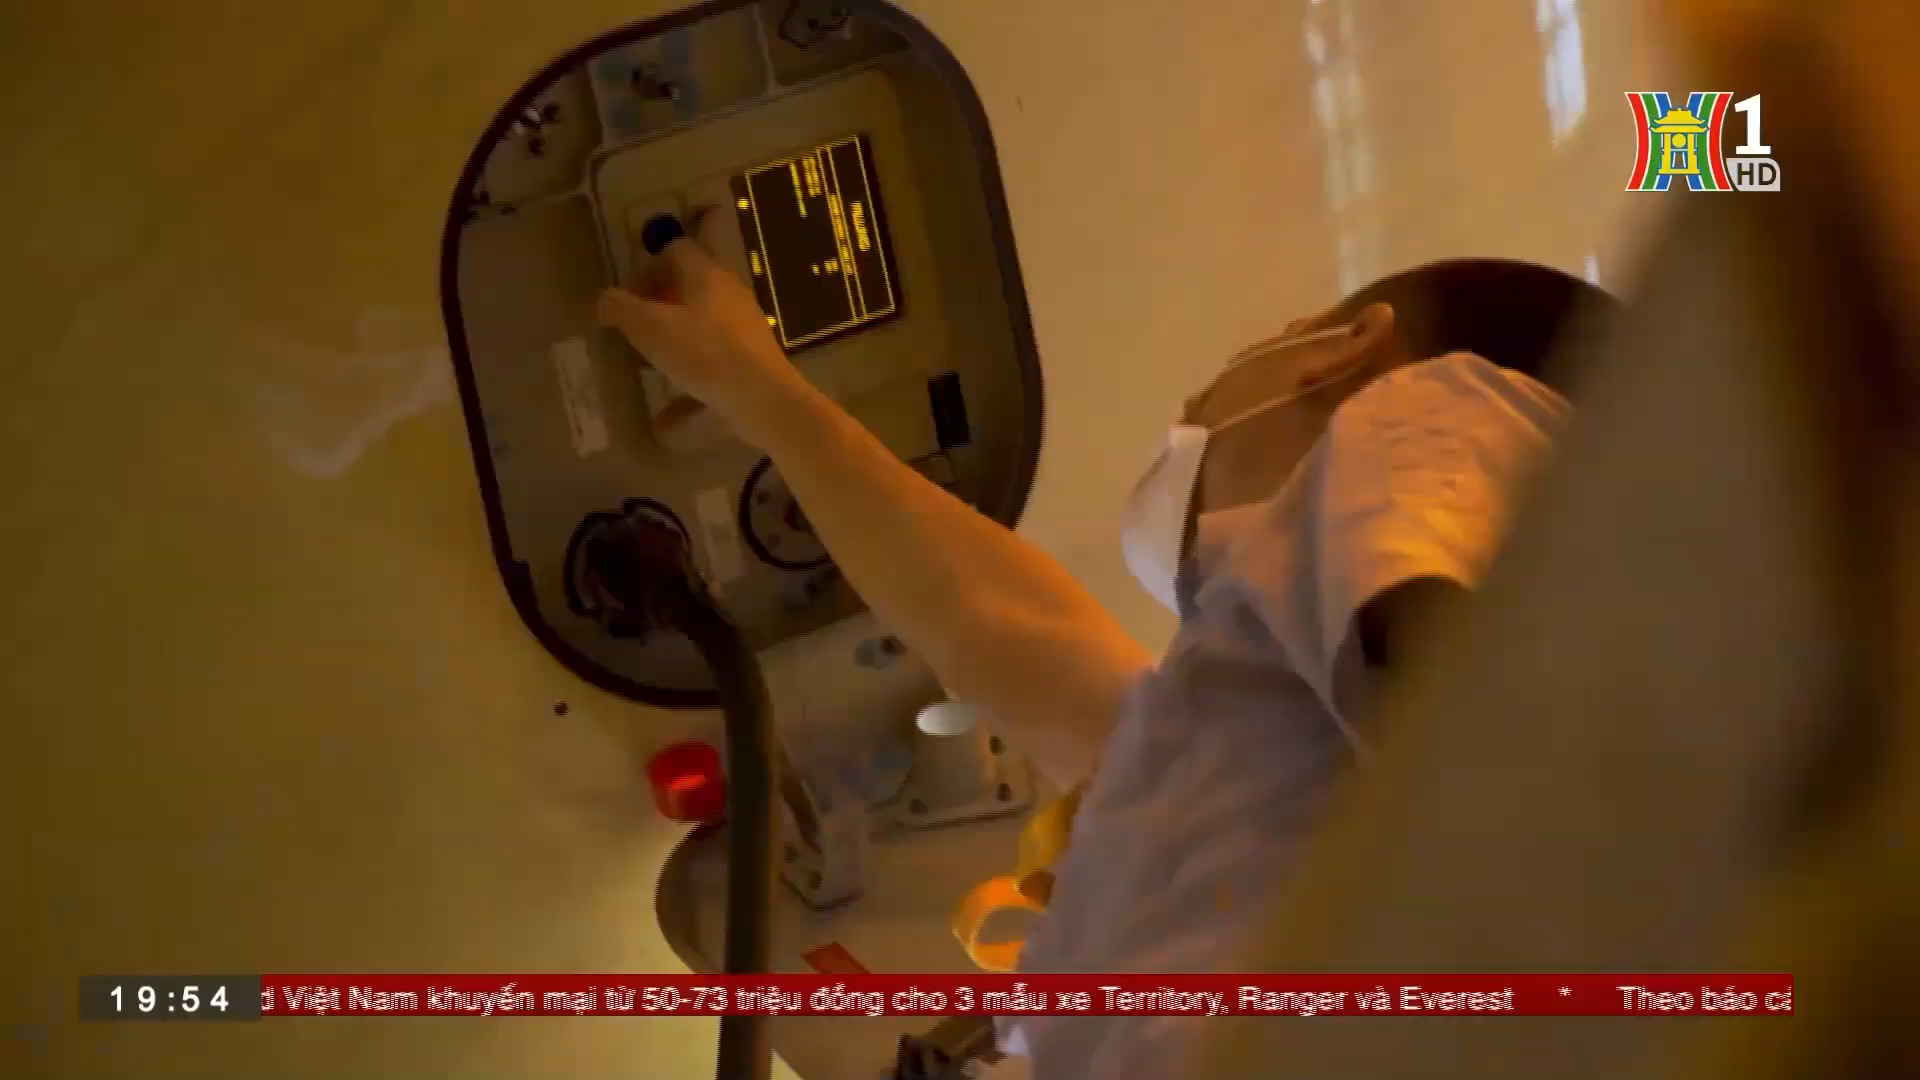 1
HD
19:54
d Việt Nam khuyến mại từ 50-73 triệu đồng cho 3 mẫu xe Territory, Ranger và Everest * Theo báo cá